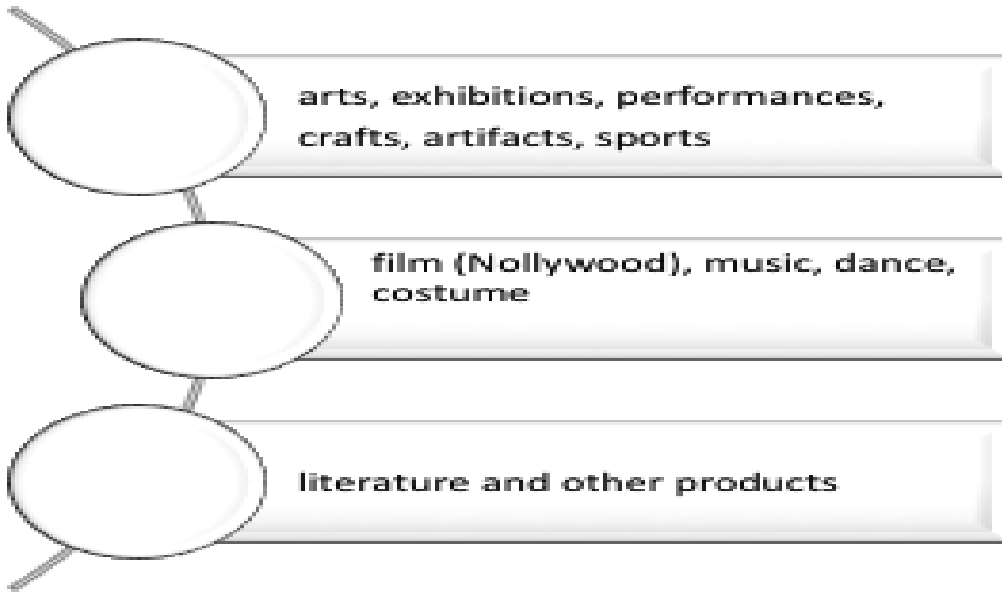 arts, exhibitions, performances,
crafts, artifacts, sports
film (Nollywood), music, dance,
costume
literature and other products